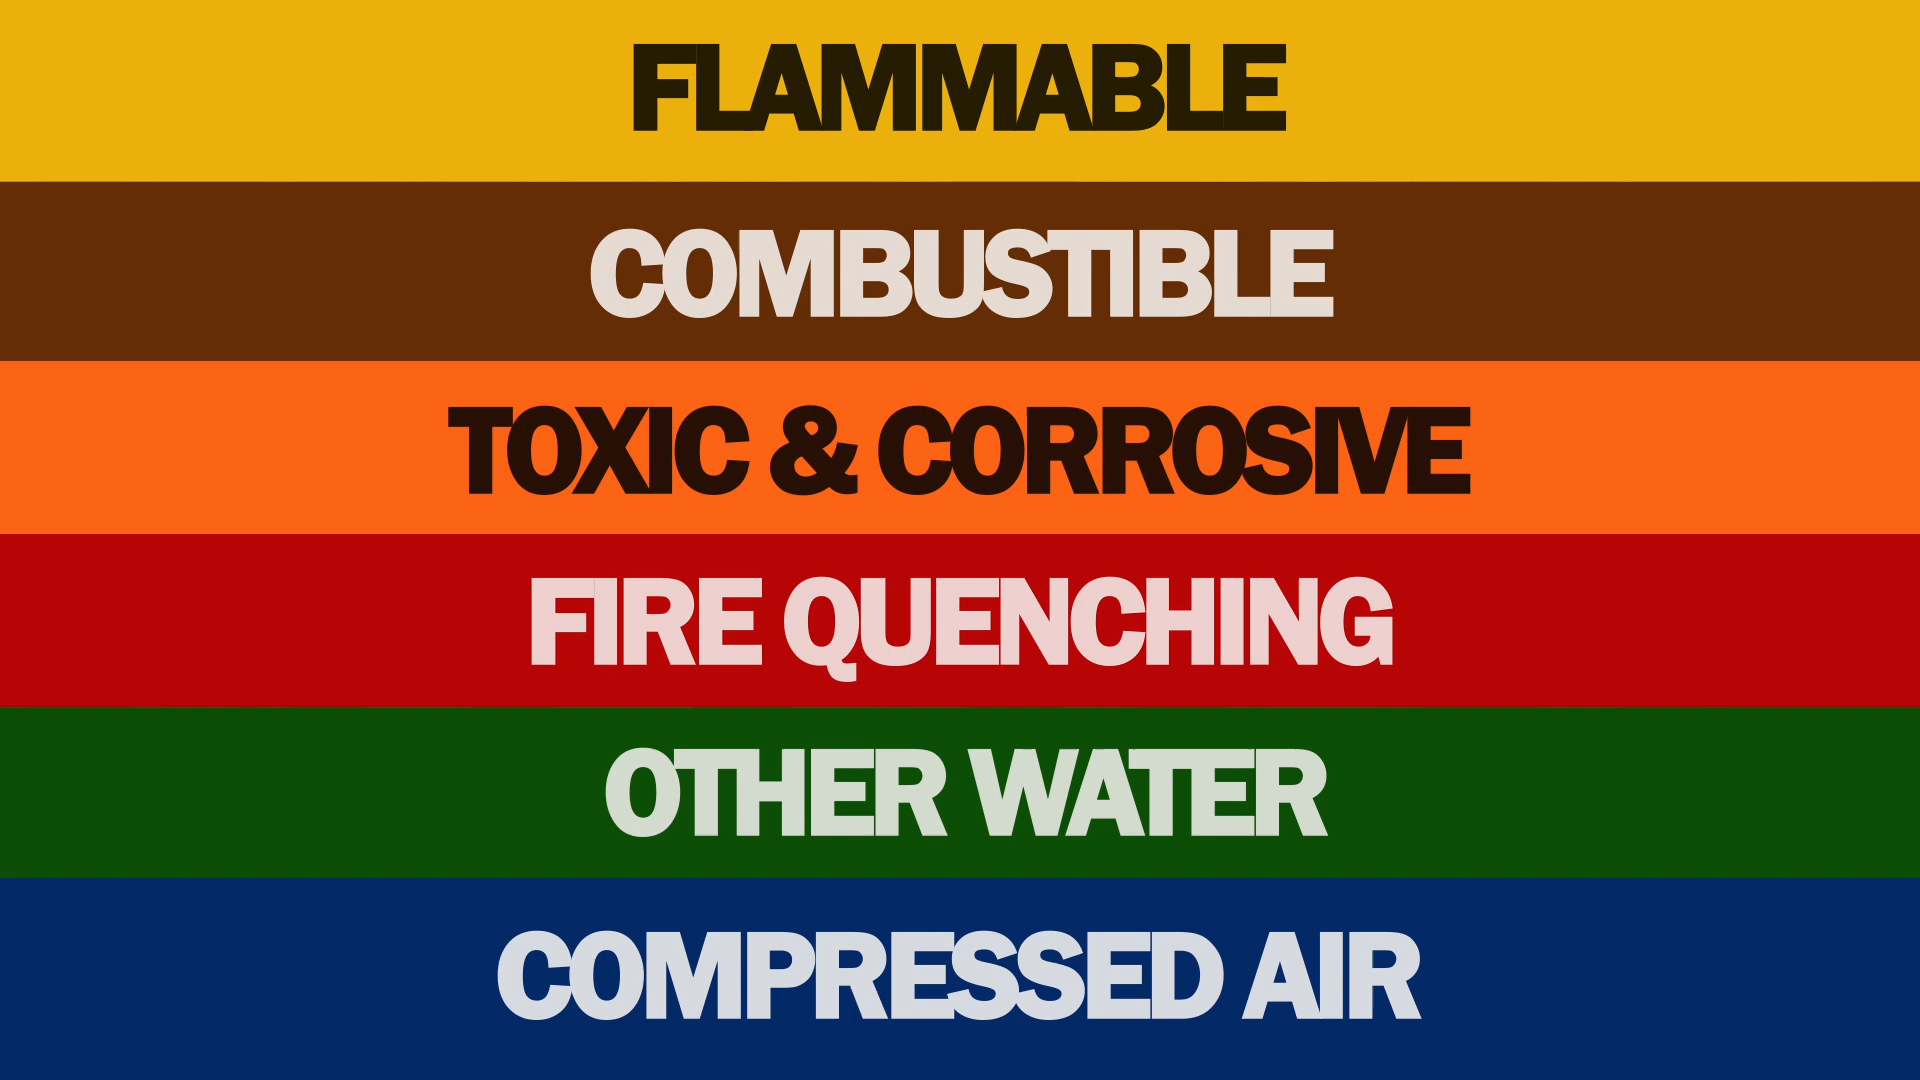 FLAMMABLE
COMBUSTIBLE
TOXIC & CORROSIVE
FIRE QUENCHING
OTHER WATER
COMPRESSED AIR